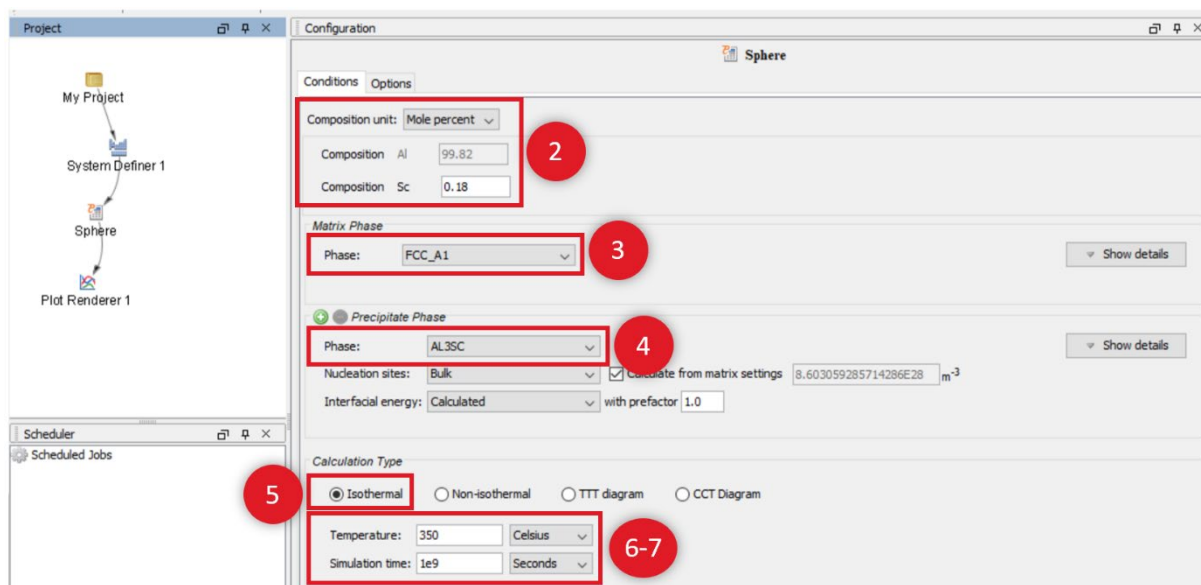 Project
My Project
System Definer 1
Sphere
Plot Renderer 1
Scheduler
Scheduled Jobs
Configuration
Sphere
Conditions Options
Composition unit: Mole percent
Composition Al 99.82
Composition Sc 0.18
2
Matrix Phase
Phase: FCC_A1
3
Show details
Precipitate Phase
Phase: AL3SC
4
Show details
Nucleation sites: Bulk Calculate from matrix settings 8.603059285714286E28 m-3
Interfacial energy: Calculated with prefactor 1.0
Calculation Type
5
Isothermal Non-isothermal TTT diagram CCT Diagram
Temperature: 350 Celsius
Simulation time: 1e9 Seconds
6-7